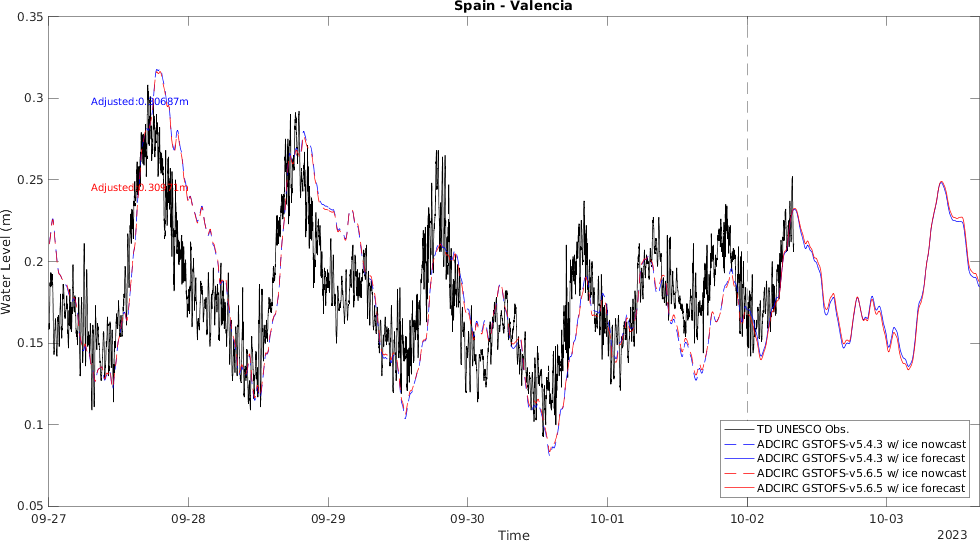 Spain - Valencia
0.35
0.3
0.25
0.2
0.15
0.1
0.05
Water Level (m)
Adjusted:0.30687m
Adjusted:0.30971m
TD UNESCO Obs.
ADCIRC GSTOFS-v5.4.3 w/ ice nowcast
ADCIRC GSTOFS-v5.4.3 w/ ice forecast
ADCIRC GSTOFS-v5.6.5 w/ ice nowcast
ADCIRC GSTOFS-v5.6.5 w/ ice forecast
09-27 09-28 09-29 09-30 10-01 10-02 10-03
Time
2023